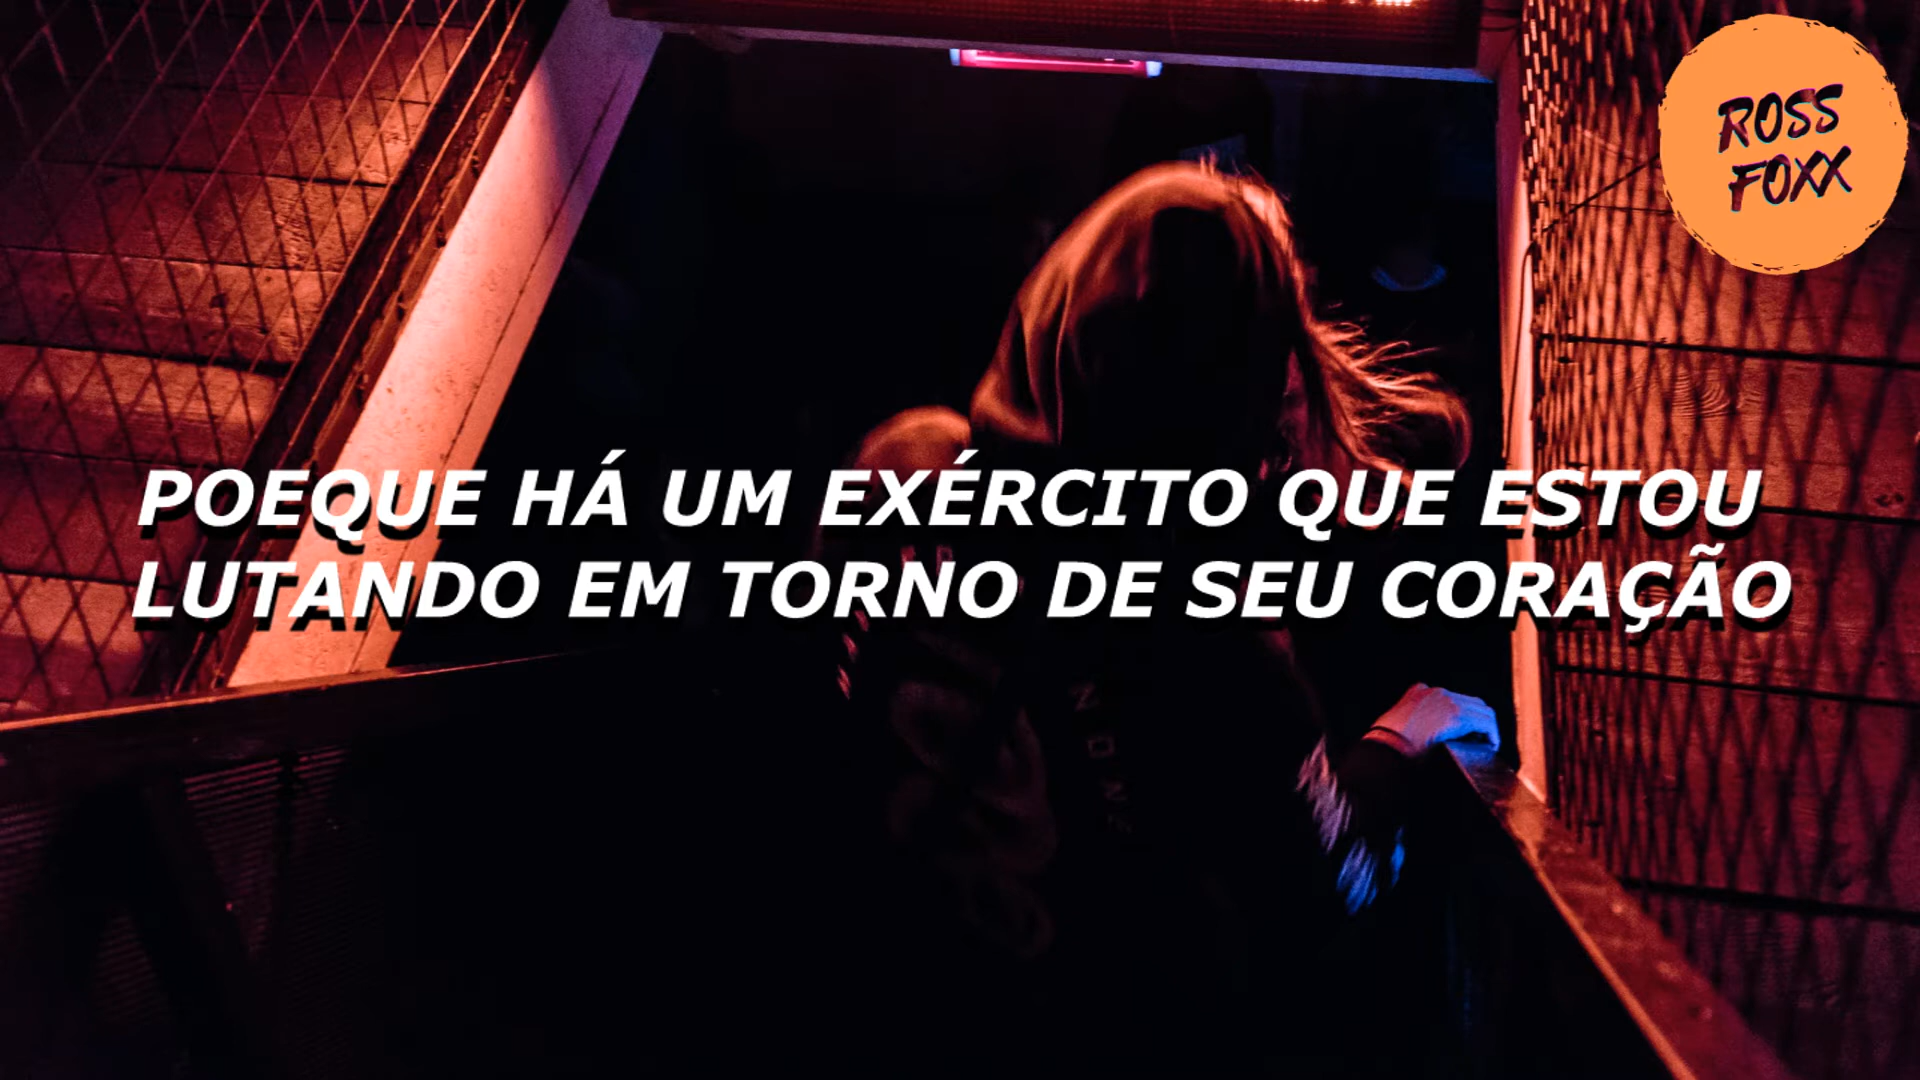 ROSS
FOXX
POEQUE HÁ UM EXÉRCITO QUE ESTOU
LUTANDO EM TORNO DE SEU CORAÇÃO